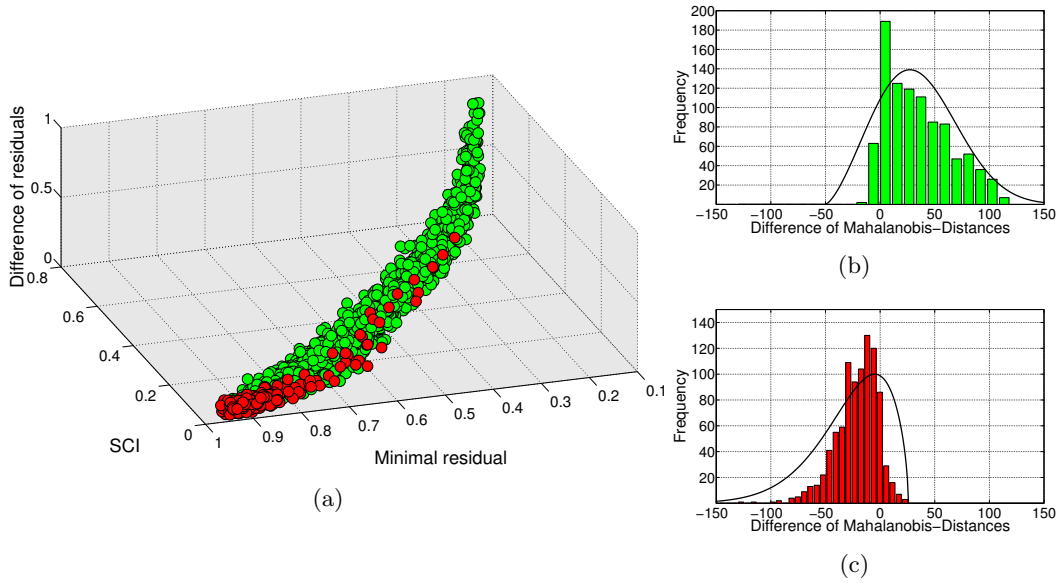 Difference of residuals
1
0.5
0
0.8
0.6
0.4
0.2
0
SCI
1
0.9
0.8
0.7
0.6
0.5
0.4
0.3
0.2
0.1
Minimal residual
(a)
Frequency
200
180
160
140
120
100
80
60
40
20
−150 −100 −50 0 50 100 150
Difference of Mahalanobis−Distances
(b)
Frequency
140
120
100
80
60
40
20
−150 −100 −50 0 50 100 150
Difference of Mahalanobis−Distances
(c)